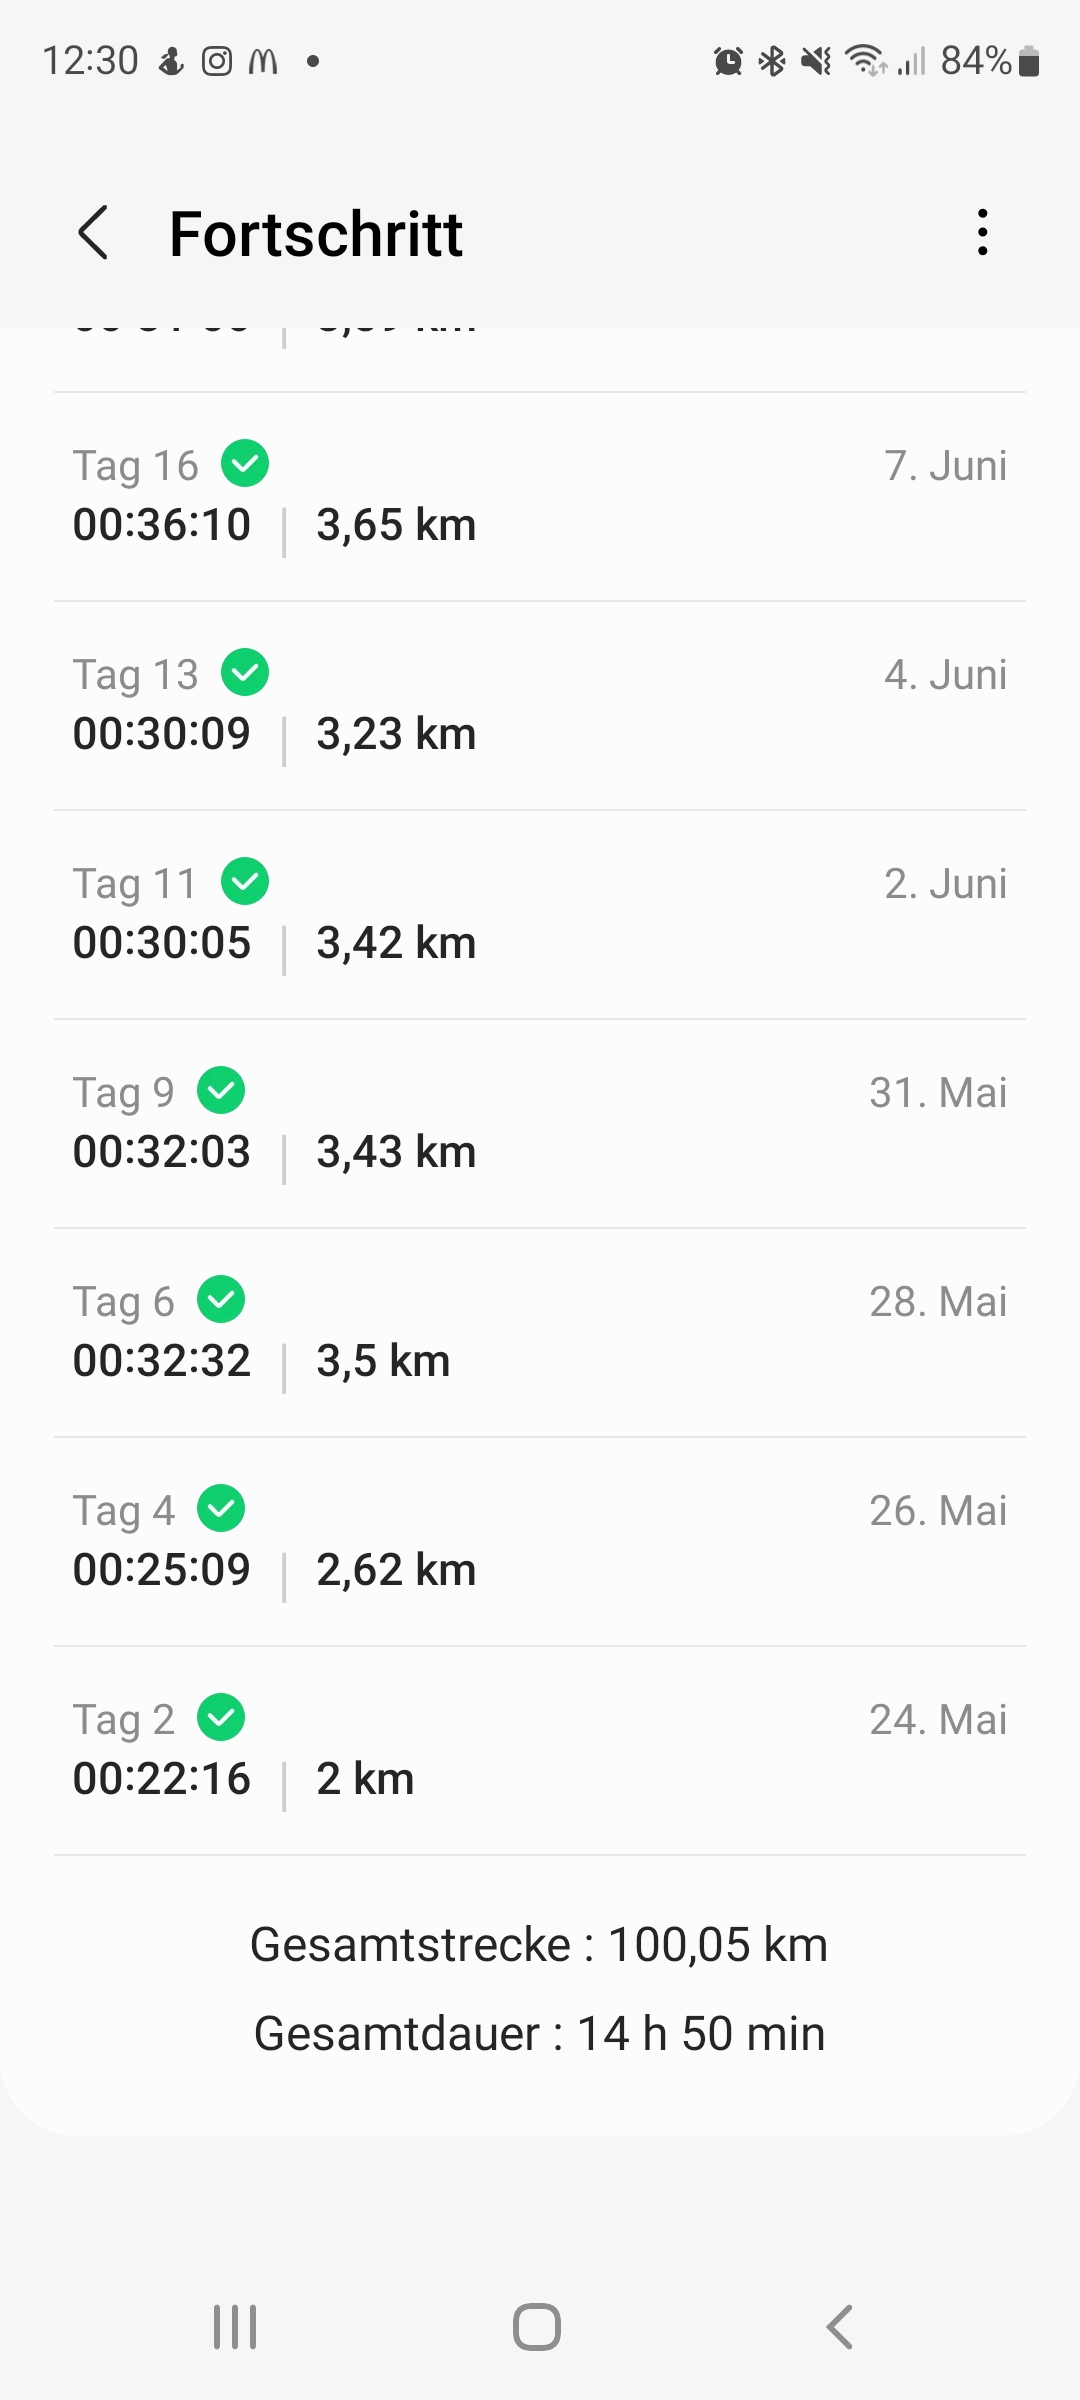 12:30
84%
Fortschritt
Tag 16
7. Juni
00:36:10 | 3,65 km
Tag 13
4. Juni
00:30:09 | 3,23 km
Tag 11
2. Juni
00:30:05 | 3,42 km
Tag 9
31. Mai
00:32:03 | 3,43 km
Tag 6
28. Mai
00:32:32 | 3,5 km
Tag 4
26. Mai
00:25:09 | 2,62 km
Tag 2
24. Mai
00:22:16 | 2 km
Gesamtstrecke : 100,05 km
Gesamtdauer : 14 h 50 min